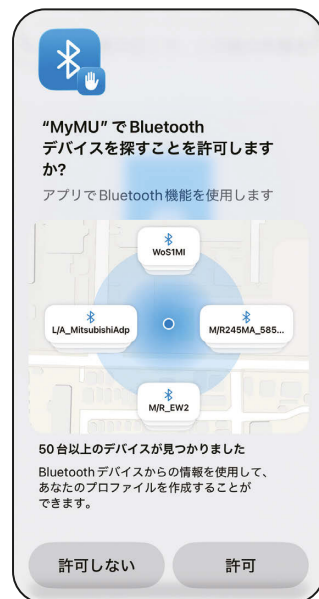 “MyMU” で Bluetooth
デバイスを探すことを許可します
か?
アプリで Bluetooth 機能を使用します
WoS1MI
L/A_MitsubishiAdp
M/R245MA_585...
M/R_EW2
50 台以上のデバイスが見つかりました
Bluetooth デバイスからの情報を使用して、
あなたのプロファイルを作成することが
できます。
許可しない
許可